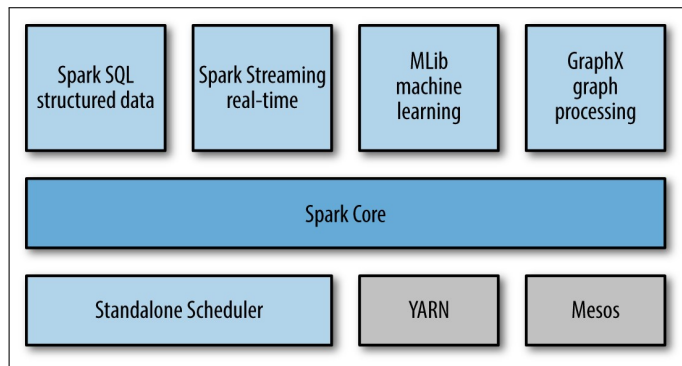 Spark SQL
structured data
Spark Streaming
real-time
MLib
machine
learning
GraphX
graph
processing
Spark Core
Standalone Scheduler
YARN
Mesos